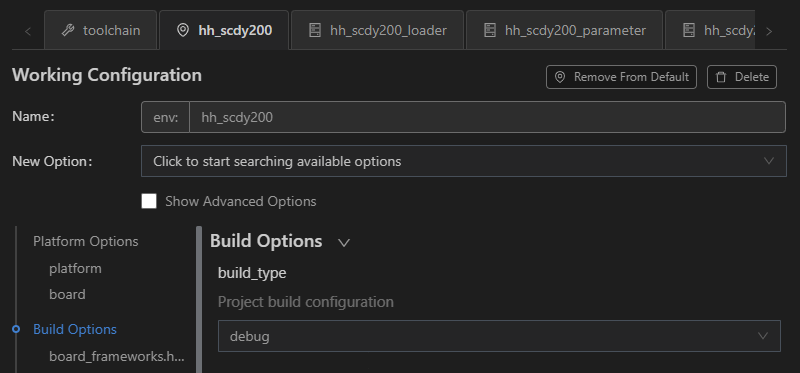 toolchain hh_scdy200 hh_scdy200_loader hh_scdy200_parameter
Working Configuration Remove From Default Delete
Name: env: hh_scdy200
New Option: Click to start searching available options
Show Advanced Options
Platform Options
platform
board
Build Options
board_frameworks.h...
Build Options
build_type
Project build configuration
debug